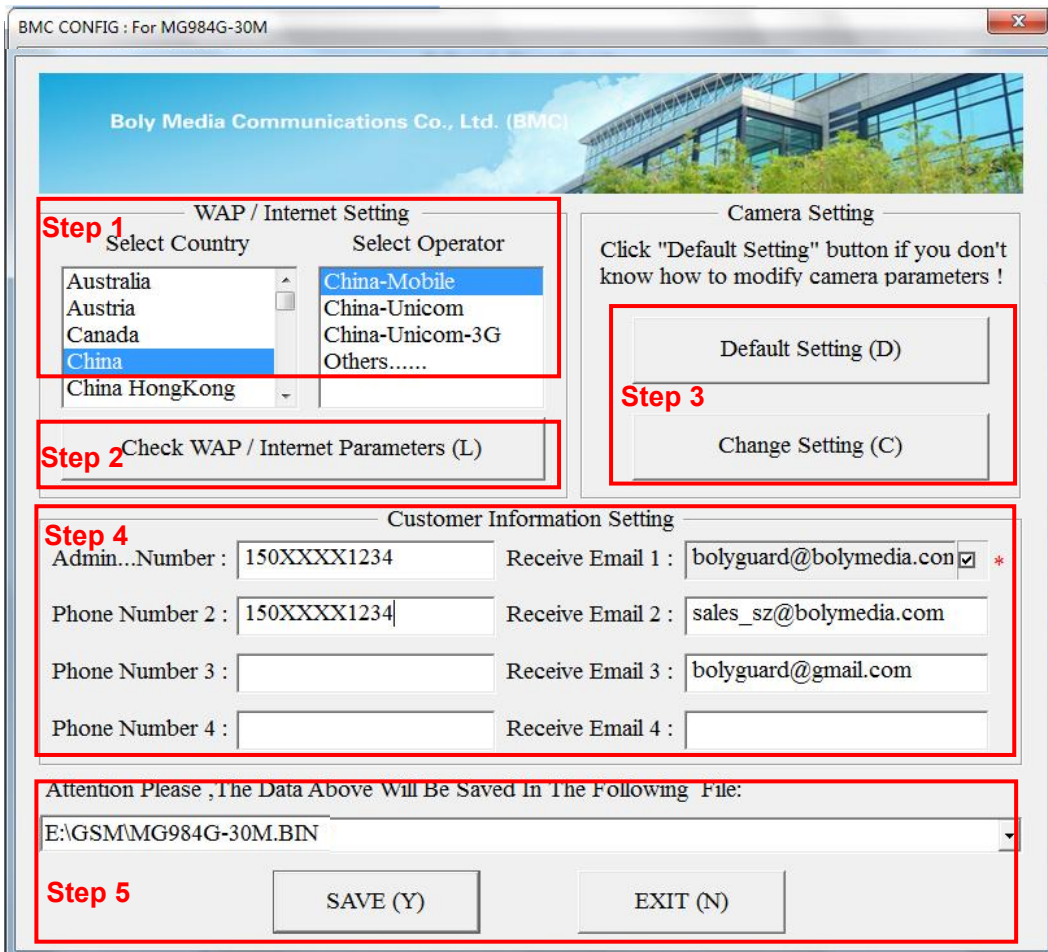 BMC CONFIG : For MG984G-30M
x
Boly Media Communications Co., Ltd. (BMC)
WAP / Internet Setting
Step 1
Select Country
Select Operator
Australia
Austria
Canada
China
China HongKong
China-Mobile
China-Unicom
China-Unicom-3G
Others......
Step 2
Check WAP / Internet Parameters (L)
Camera Setting
Click "Default Setting" button if you don't
know how to modify camera parameters !
Default Setting (D)
Step 3
Change Setting (C)
Customer Information Setting
Step 4
Admin...Number : 150XXXX1234
Receive Email 1 : bolyguard@bolymedia.con *
Phone Number 2 : 150XXXX1234
Receive Email 2 : sales_sz@bolymedia.com
Phone Number 3 :
Receive Email 3 : bolyguard@gmail.com
Phone Number 4 :
Receive Email 4 :
Attention Please ,The Data Above Will Be Saved In The Following File:
E:\GSM\MG984G-30M.BIN
Step 5
SAVE (Y)
EXIT (N)